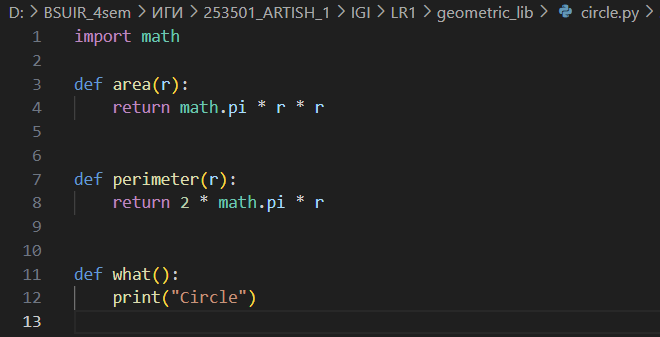 D: > BSUIR_4sem > ИГИ > 253501_ARTISH_1 > IGI > LR1 > geometric_lib > circle.py >
1 import math
2
3 def area(r):
4     return math.pi * r * r
5
6
7 def perimeter(r):
8     return 2 * math.pi * r
9
10
11 def what():
12     print("Circle")
13